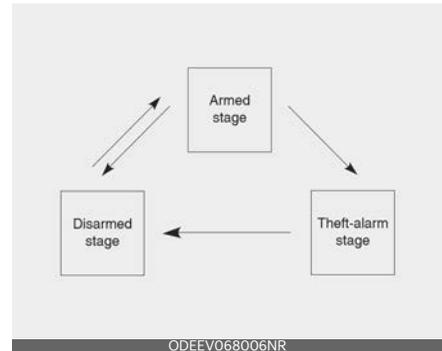 Armed
stage
Disarmed
stage
Theft-alarm
stage
ODEEV068006NR